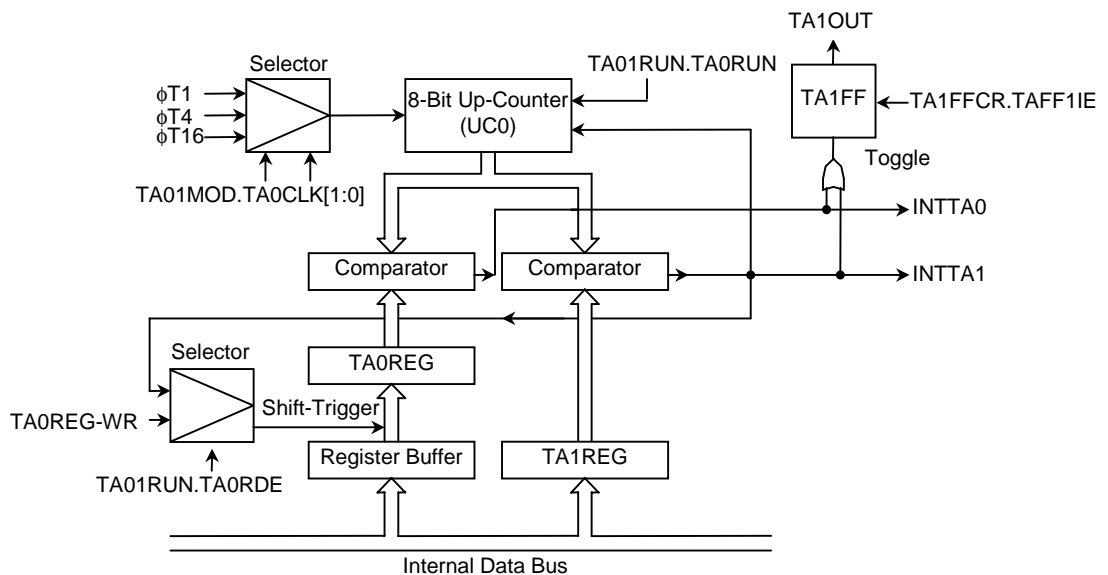 TA1OUT
Selector
TA01RUN.TA0RUN
ϕT1
ϕT4
ϕT16
8-Bit Up-Counter
(UC0)
TA1FF
TA1FFCR.TAFF1IE
Toggle
TA01MOD.TA0CLK[1:0]
INTTA0
Comparator
Comparator
INTTA1
Selector
TA0REG
Shift-Trigger
TA0REG-WR
Register Buffer
TA1REG
TA01RUN.TA0RDE
Internal Data Bus